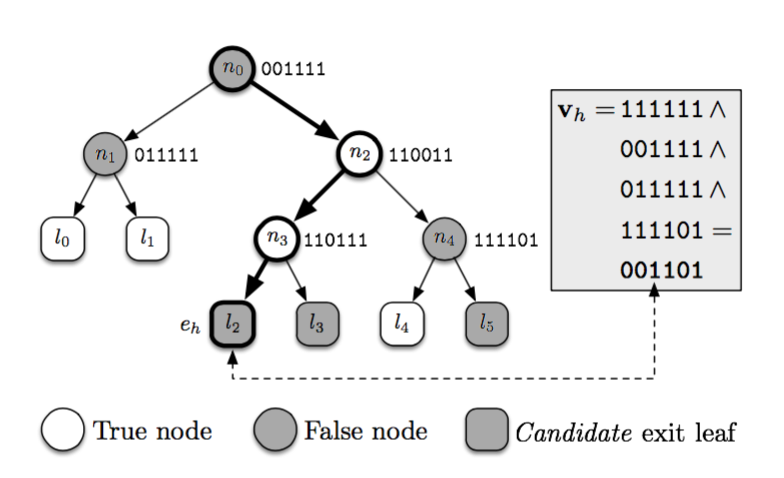 n₀ 001111
n₁ 011111
n₂ 110011
l₀
l₁
n₃ 110111
n₄ 111101
eₕ
l₂
l₃
l₄
l₅
vₕ = 111111 ∧
001111 ∧
011111 ∧
111101 =
001101
True node
False node
Candidate exit leaf